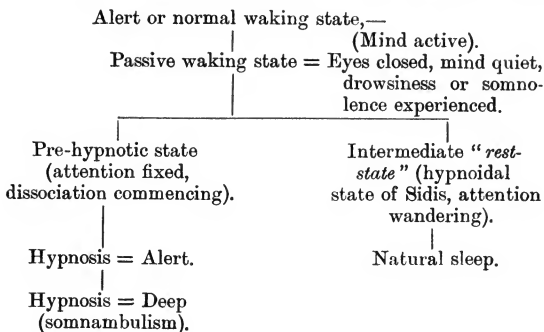 Alert or normal waking state,—
(Mind active).
Passive waking state = Eyes closed, mind quiet,
drowsiness or somno-
lence experienced.
Pre-hypnotic state
(attention fixed,
dissociation commencing).
Intermediate "rest-
state" (hypnoidal
state of Sidis, attention
wandering).
Hypnosis = Alert.
Natural sleep.
Hypnosis = Deep
(somnambulism).